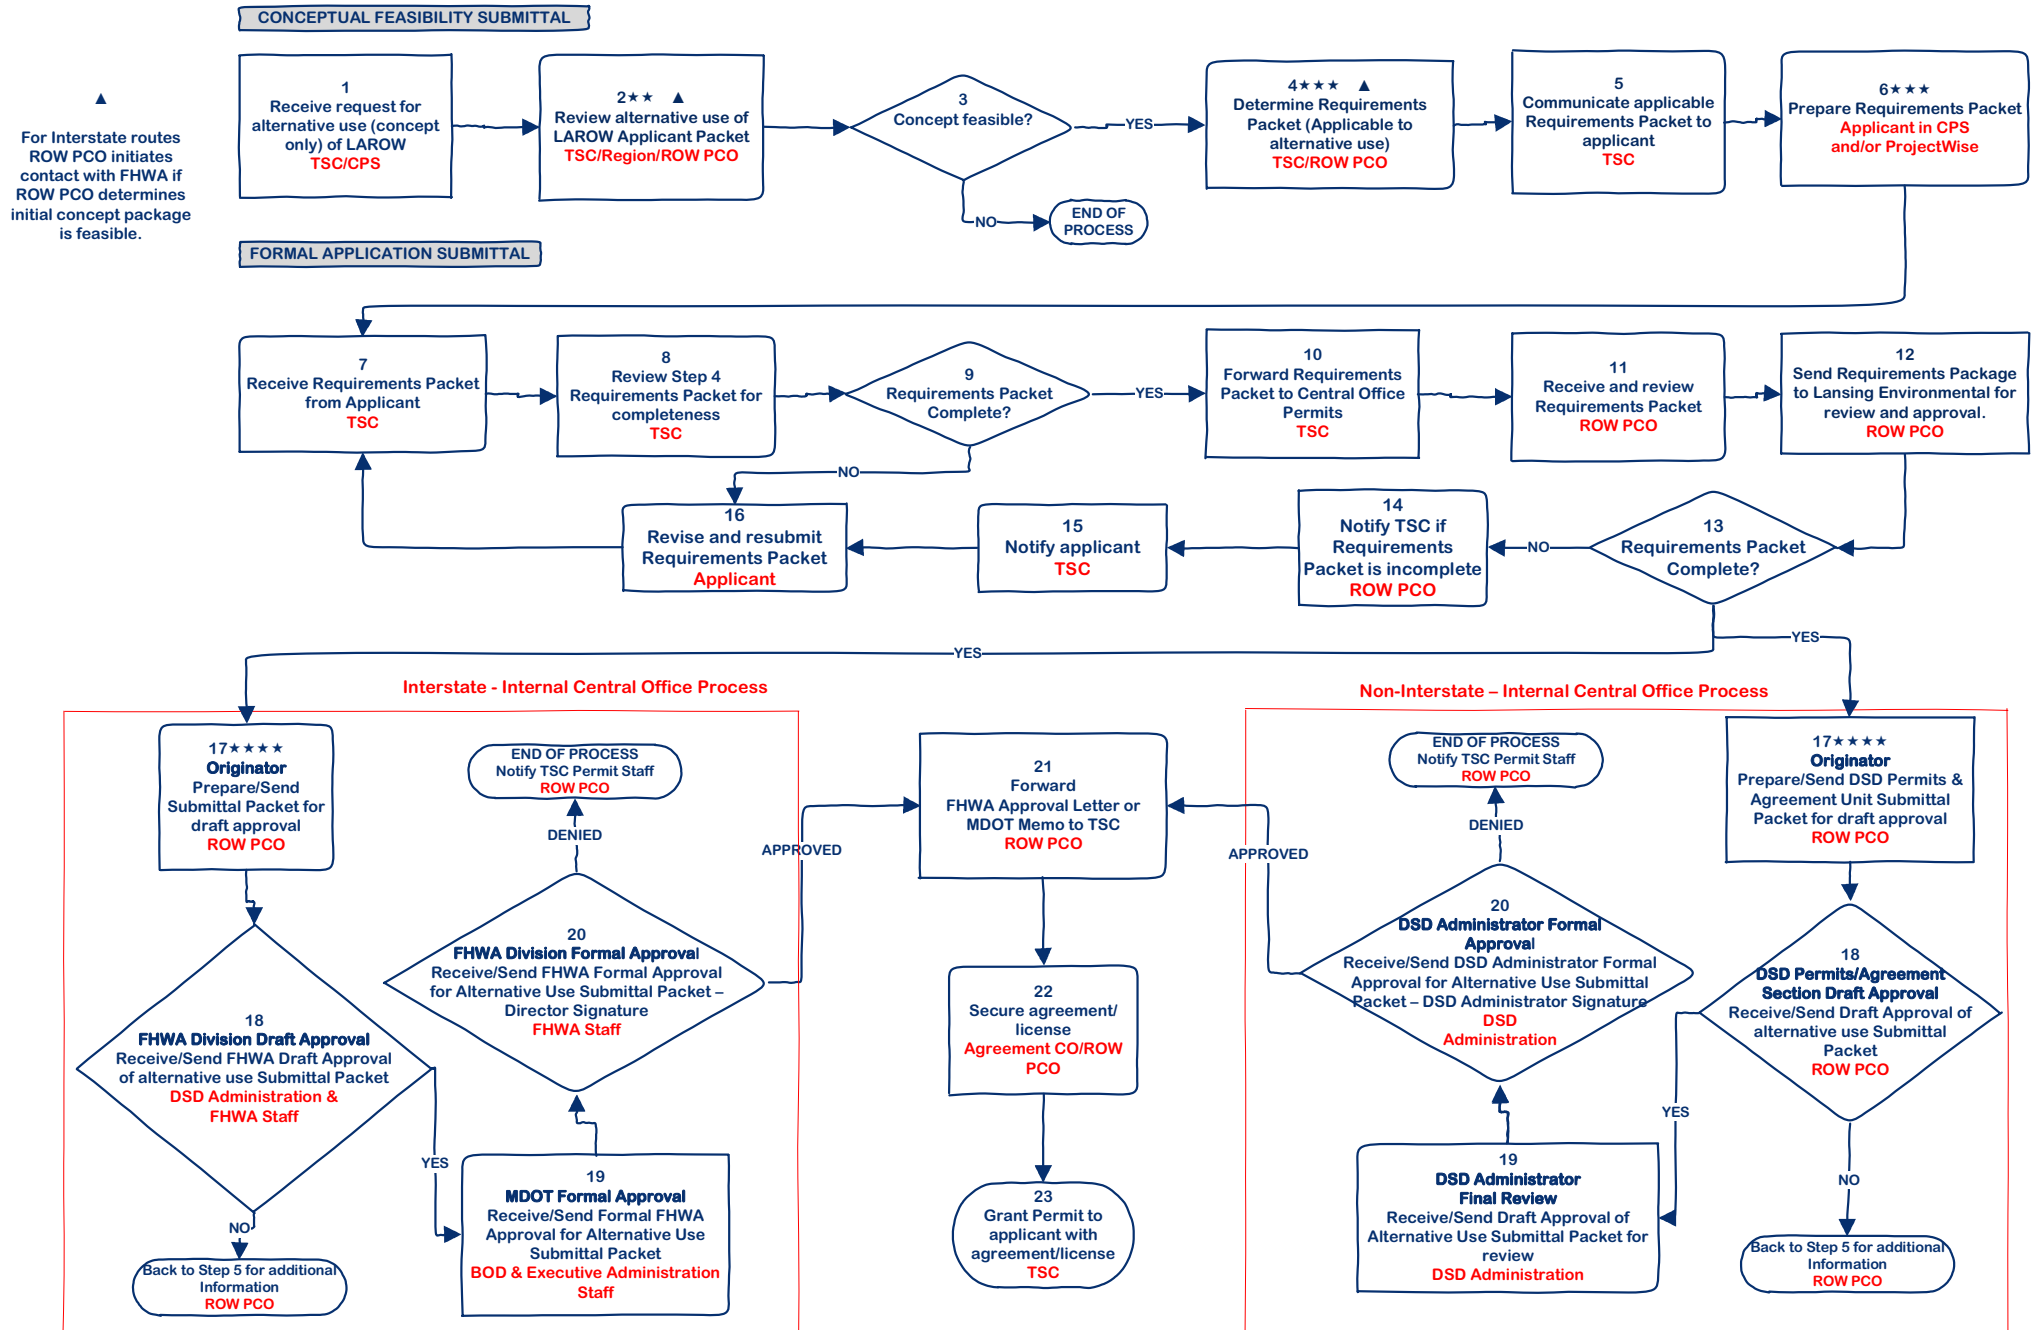 CONCEPTUAL FEASIBILITY SUBMITTAL
▲
For Interstate routes
ROW PCO initiates
contact with FHWA if
ROW PCO determines
initial concept package
is feasible.
1
Receive request for
alternative use (concept
only) of LAROW
TSC/CPS
2★★ ▲
Review alternative use of
LAROW Applicant Packet
TSC/Region/ROW PCO
3
Concept feasible?
YES
NO
END OF
PROCESS
4★★★ ▲
Determine Requirements
Packet (Applicable to
alternative use)
TSC/ROW PCO
5
Communicate applicable
Requirements Packet to
applicant
TSC
6★★★
Prepare Requirements Packet
Applicant in CPS
and/or ProjectWise
FORMAL APPLICATION SUBMITTAL
7
Receive Requirements Packet
from Applicant
TSC
8
Review Step 4
Requirements Packet for
completeness
TSC
9
Requirements Packet
Complete?
YES
NO
10
Forward Requirements
Packet to Central Office
Permits
TSC
11
Receive and review
Requirements Packet
ROW PCO
12
Send Requirements Package
to Lansing Environmental for
review and approval.
ROW PCO
13
Requirements Packet
Complete?
NO
14
Notify TSC if
Requirements
Packet is incomplete
ROW PCO
15
Notify applicant
TSC
16
Revise and resubmit
Requirements Packet
Applicant
YES
YES
Interstate - Internal Central Office Process
17★★★★
Originator
Prepare/Send
Submittal Packet for
draft approval
ROW PCO
18
FHWA Division Draft Approval
Receive/Send FHWA Draft Approval
of alternative use Submittal Packet
DSD Administration &
FHWA Staff
NO
Back to Step 5 for additional
Information
ROW PCO
YES
19
MDOT Formal Approval
Receive/Send Formal FHWA
Approval for Alternative Use
Submittal Packet
BOD & Executive Administration
Staff
20
FHWA Division Formal Approval
Receive/Send FHWA Formal Approval
for Alternative Use Submittal Packet –
Director Signature
FHWA Staff
DENIED
END OF PROCESS
Notify TSC Permit Staff
ROW PCO
APPROVED
21
Forward
FHWA Approval Letter or
MDOT Memo to TSC
ROW PCO
22
Secure agreement/
license
Agreement CO/ROW
PCO
23
Grant Permit to
applicant with
agreement/license
TSC
Non-Interstate – Internal Central Office Process
17★★★★
Originator
Prepare/Send DSD Permits &
Agreement Unit Submittal
Packet for draft approval
ROW PCO
18
DSD Permits/Agreement
Section Draft Approval
Receive/Send Draft Approval of
alternative use Submittal
Packet
ROW PCO
NO
Back to Step 5 for additional
Information
ROW PCO
YES
19
DSD Administrator
Final Review
Receive/Send Draft Approval of
Alternative Use Submittal Packet for
review
DSD Administration
20
DSD Administrator Formal
Approval
Receive/Send DSD Administrator Formal
Approval for Alternative Use Submittal
Packet – DSD Administrator Signature
DSD
Administration
DENIED
END OF PROCESS
Notify TSC Permit Staff
ROW PCO
APPROVED